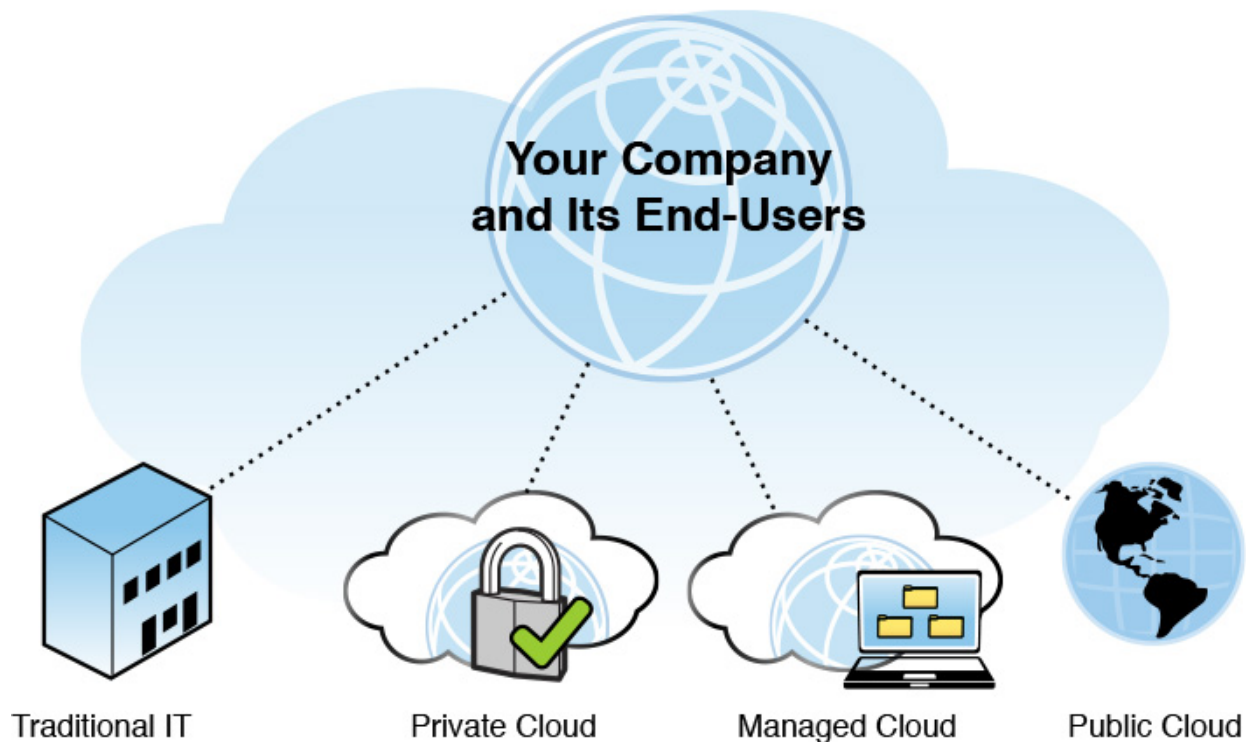 Your Company
and Its End-Users
Traditional IT
Private Cloud
Managed Cloud
Public Cloud